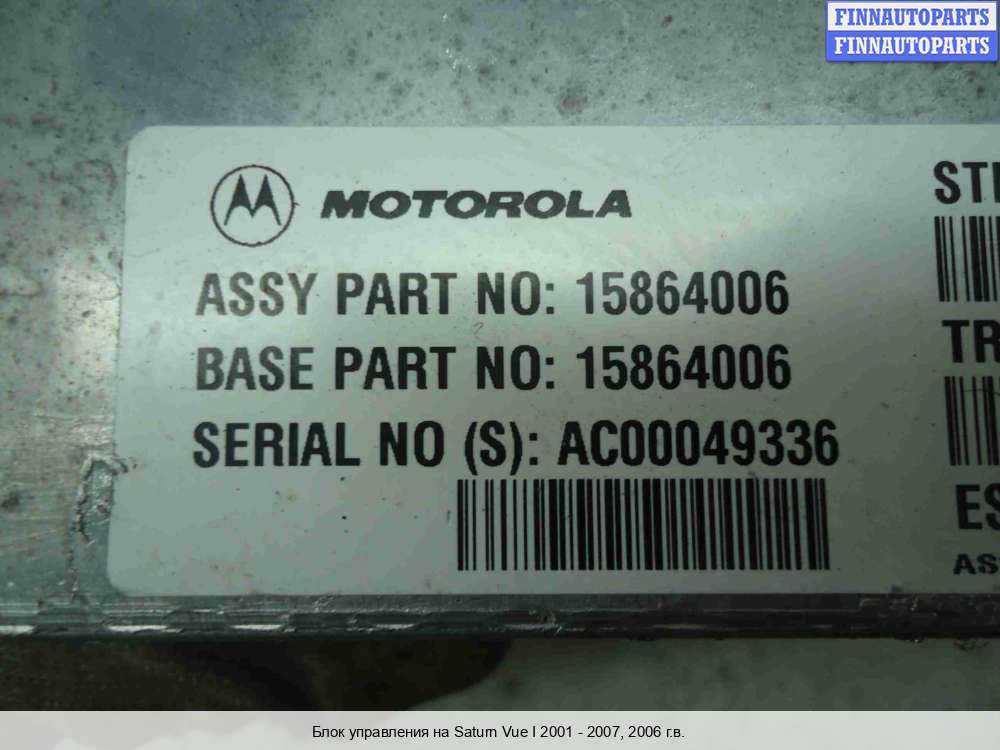 FINNAUTOPARTS
FINNAUTOPARTS
MOTOROLA
ASSY PART NO: 15864006
BASE PART NO: 15864006
SERIAL NO (S): AC00049336
Блок управления на Saturn Vue I 2001 - 2007, 2006 г.в.